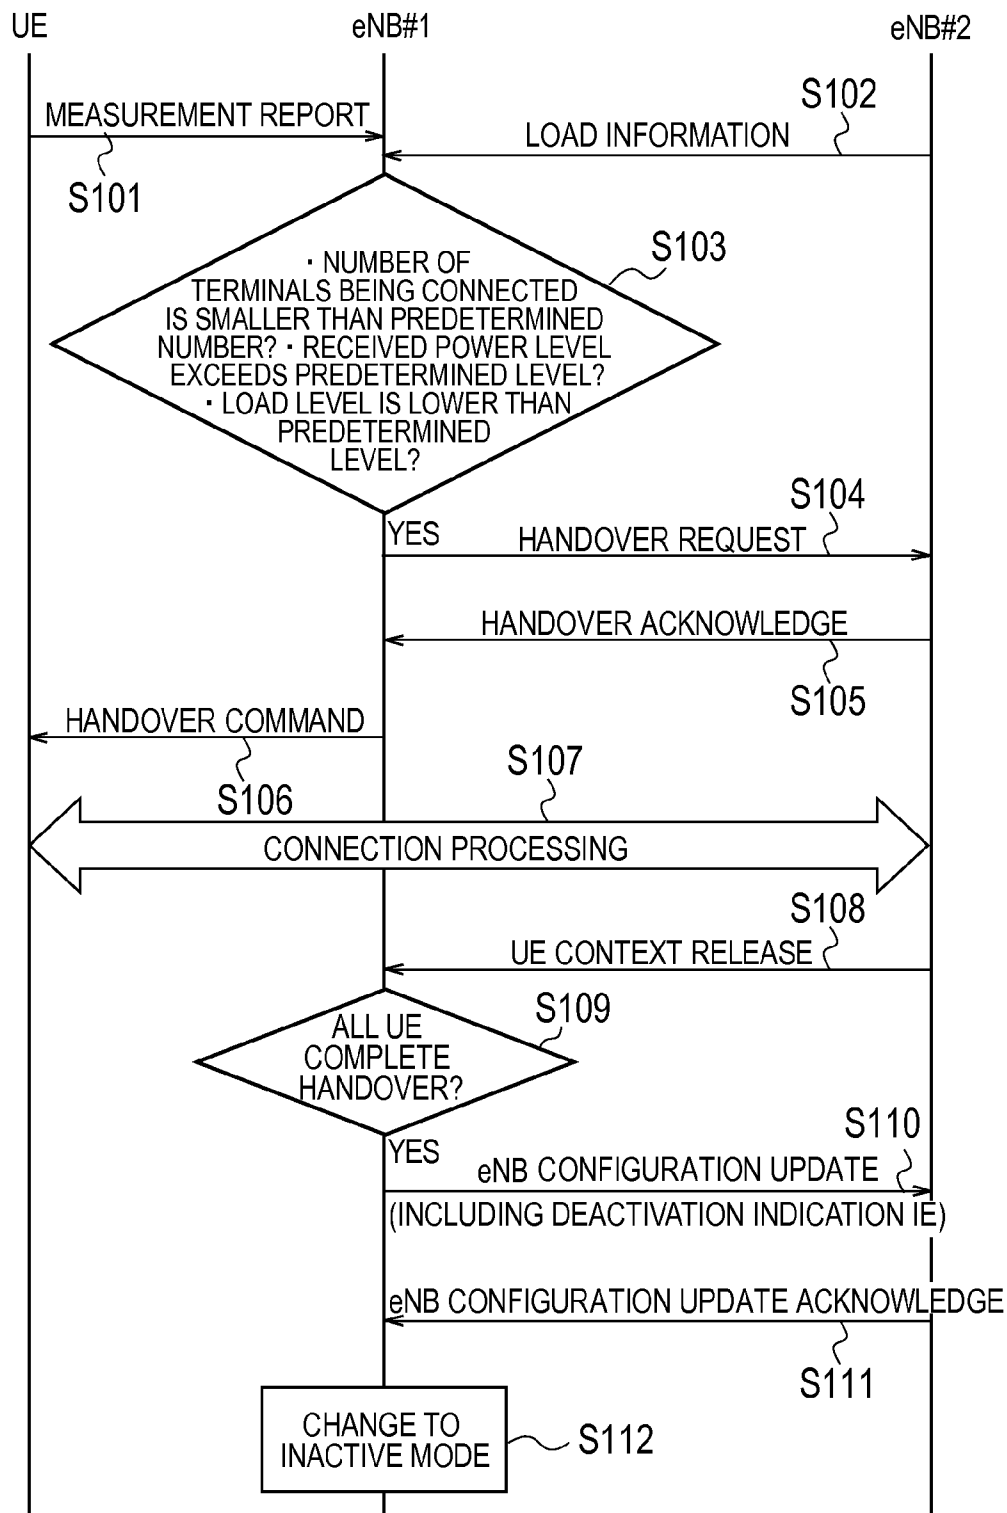 UE
eNB#1
eNB#2
MEASUREMENT REPORT
S101
S102
LOAD INFORMATION
S103
・NUMBER OF
TERMINALS BEING CONNECTED
IS SMALLER THAN PREDETERMINED
NUMBER? ・RECEIVED POWER LEVEL
EXCEEDS PREDETERMINED LEVEL?
・LOAD LEVEL IS LOWER THAN
PREDETERMINED
LEVEL?
YES
S104
HANDOVER REQUEST
HANDOVER ACKNOWLEDGE
S105
HANDOVER COMMAND
S106
S107
CONNECTION PROCESSING
S108
UE CONTEXT RELEASE
S109
ALL UE
COMPLETE
HANDOVER?
YES
S110
eNB CONFIGURATION UPDATE
(INCLUDING DEACTIVATION INDICATION IE)
eNB CONFIGURATION UPDATE ACKNOWLEDGE
S111
CHANGE TO
INACTIVE MODE
S112